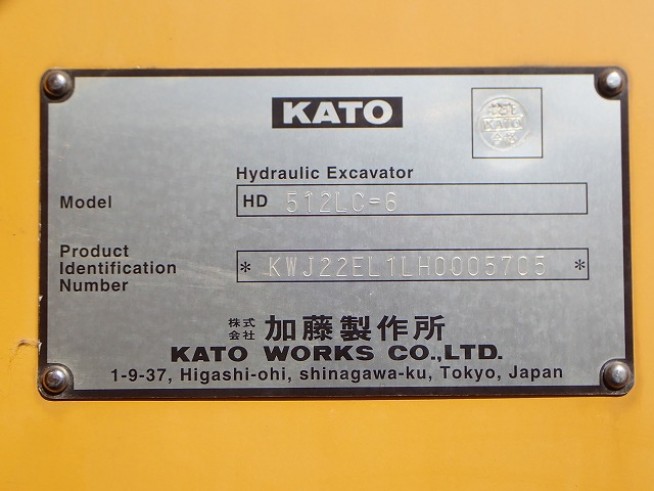 KATO
KATO
Hydraulic Excavator
Model HD 512LC-6
Product
Identification
Number
* KWJ22EL1LH0005705 *
株式会社 加藤製作所
KATO WORKS CO.,LTD.
1-9-37, Higashi-ohi, shinagawa-ku, Tokyo, Japan